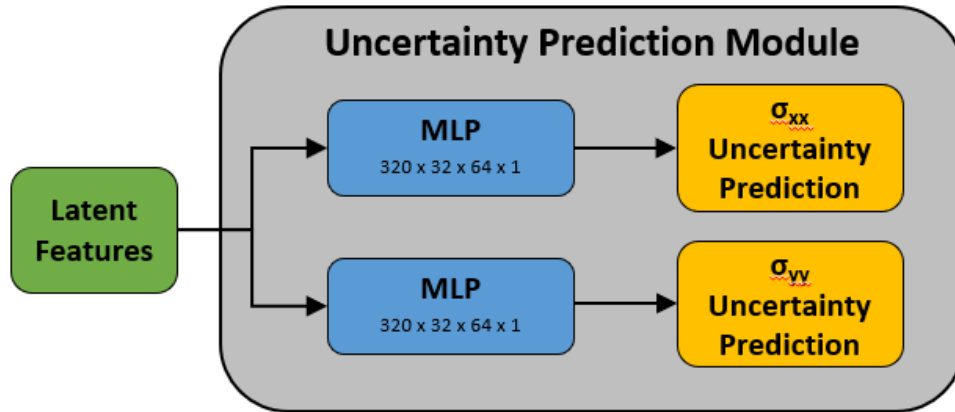 Uncertainty Prediction Module
Latent
Features
MLP
320 x 32 x 64 x 1
σxx
Uncertainty
Prediction
MLP
320 x 32 x 64 x 1
σyy
Uncertainty
Prediction